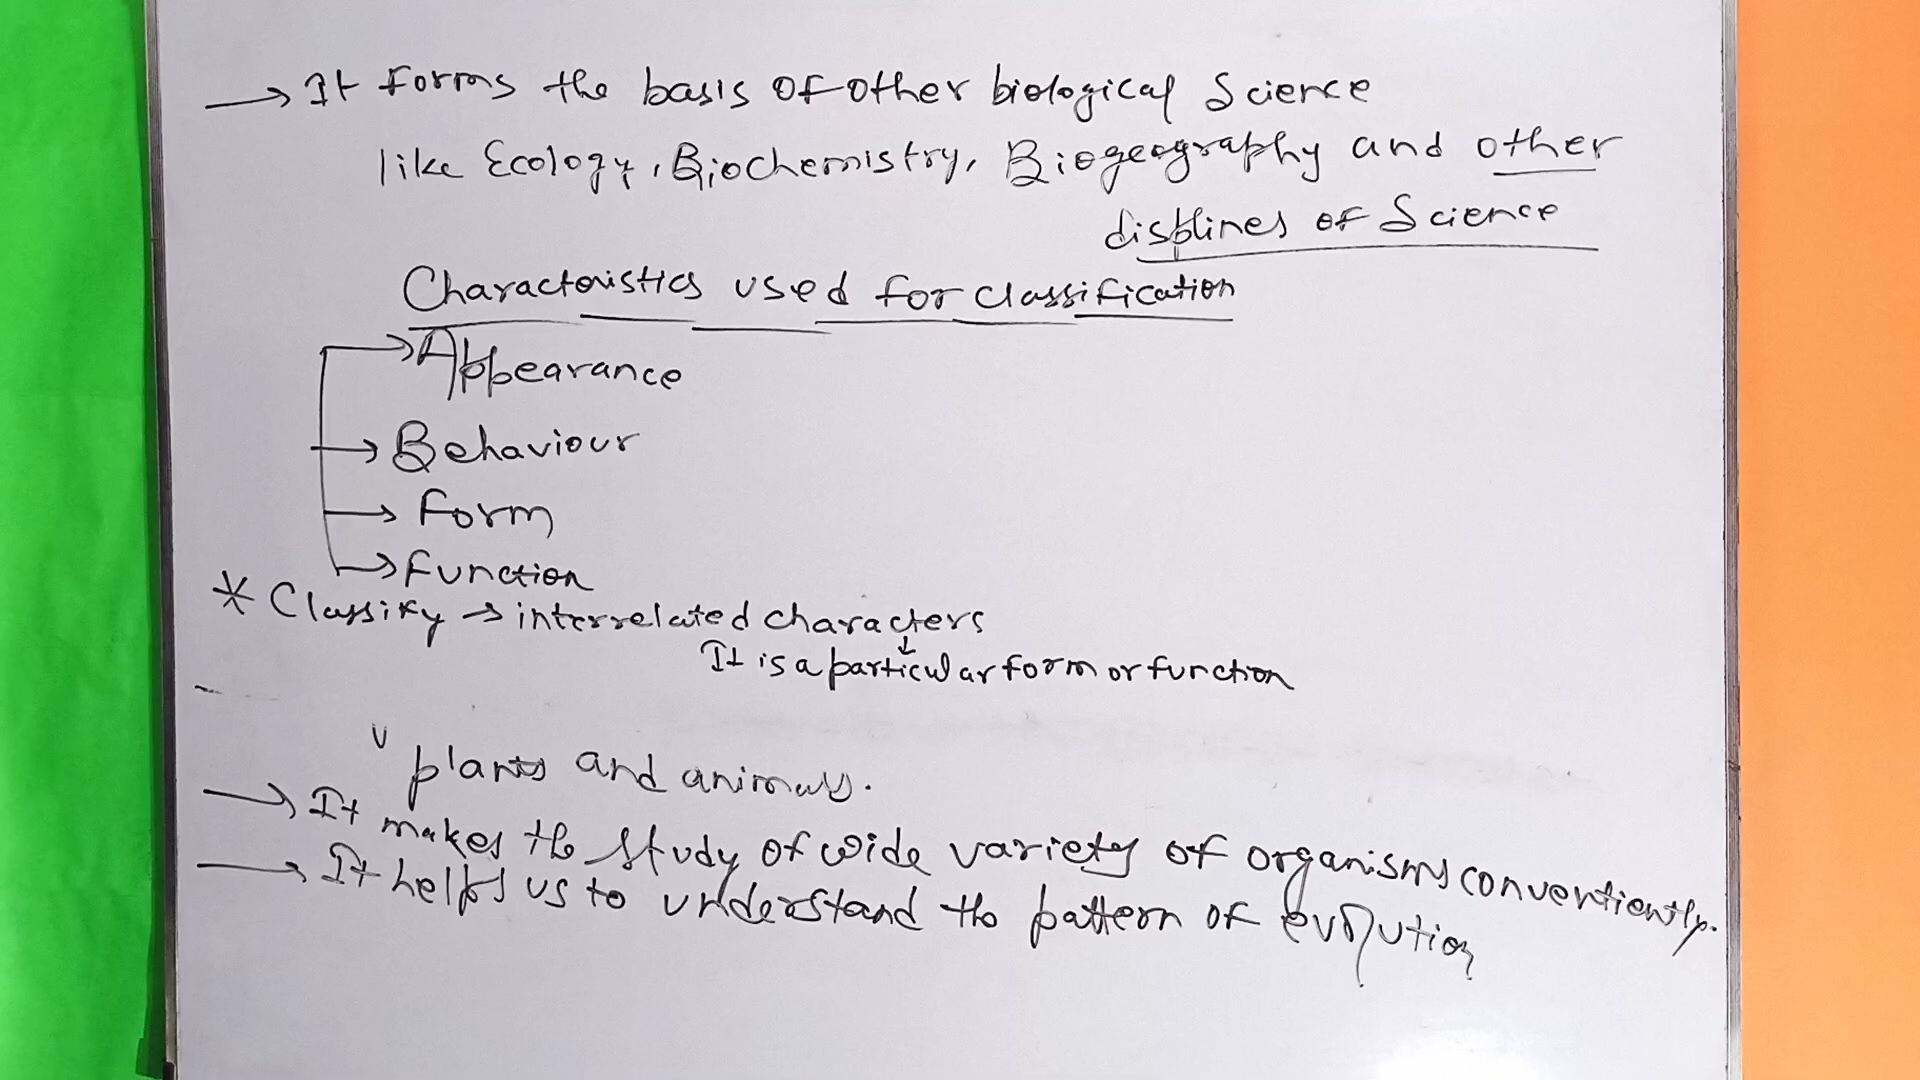 → It forms the basis of other biological Science
like Ecology, Biochemistry, Biogeography and other
disblines of Science
Characteristics used for classification
→ Appearance
→ Behaviour
→ Form
→ Function
* Classify → interrelated characters
↓
It is a particular form or function
plants and animals.
→ It makes the study of wide variety of organisms conventiently.
→ It helps us to understand the pattern of evolution